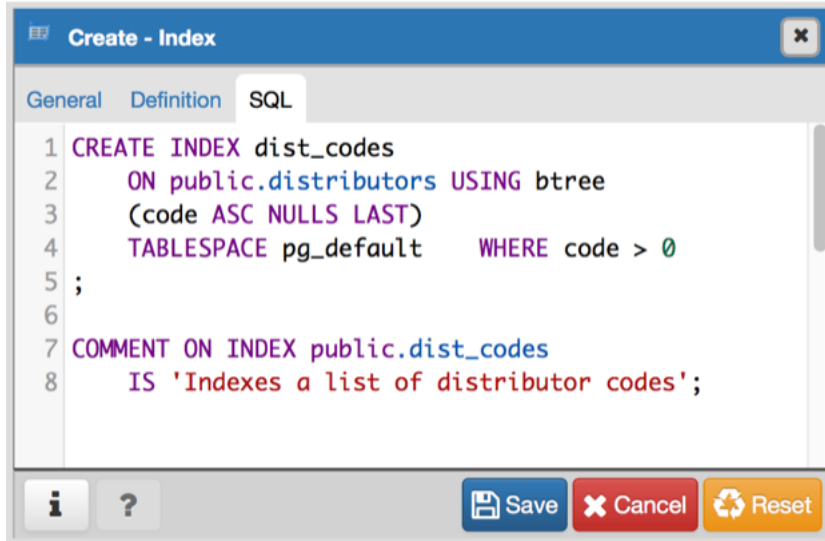 Create - Index
General Definition SQL
1 CREATE INDEX dist_codes
2 ON public.distributors USING btree
3 (code ASC NULLS LAST)
4 TABLESPACE pg_default    WHERE code > 0
5 ;
6
7 COMMENT ON INDEX public.dist_codes
8 IS 'Indexes a list of distributor codes';
i ? Save Cancel Reset